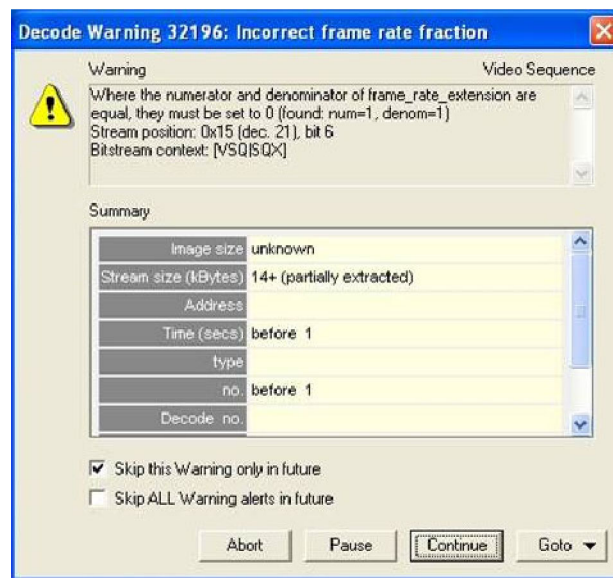 Decode Warning 32196: Incorrect frame rate fraction
Warning Video Sequence
Where the numerator and denominator of frame_rate_extension are
equal, they must be set to 0 (found: num=1, denom=1)
Stream position: 0x15 (dec. 21), bit 6
Bitstream context: [VSQ|SQX]
Summary
Image size unknown
Stream size (kBytes) 14+ (partially extracted)
Address
Time (secs) before 1
type
no. before 1
Decode no.
Skip this Warning only in future
Skip ALL Warning alerts in future
Abort Pause Continue Goto